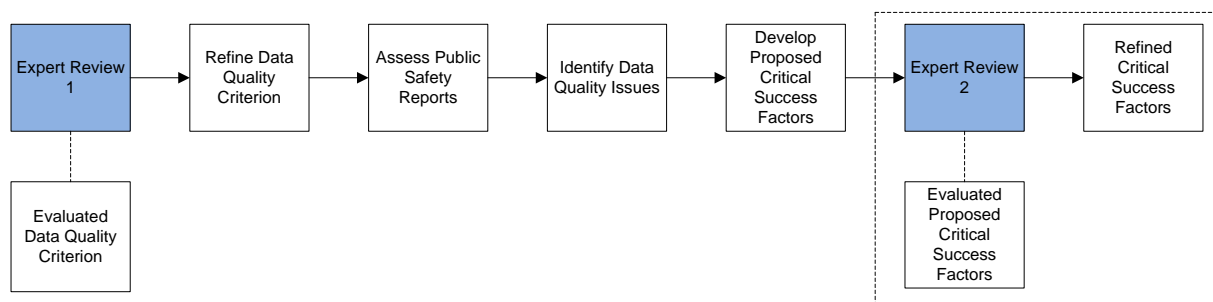 Expert Review
1
Refine Data
Quality
Criterion
Assess Public
Safety
Reports
Identify Data
Quality Issues
Develop
Proposed
Critical
Success
Factors
Expert Review
2
Refined
Critical
Success
Factors
Evaluated
Data Quality
Criterion
Evaluated
Proposed
Critical
Success
Factors